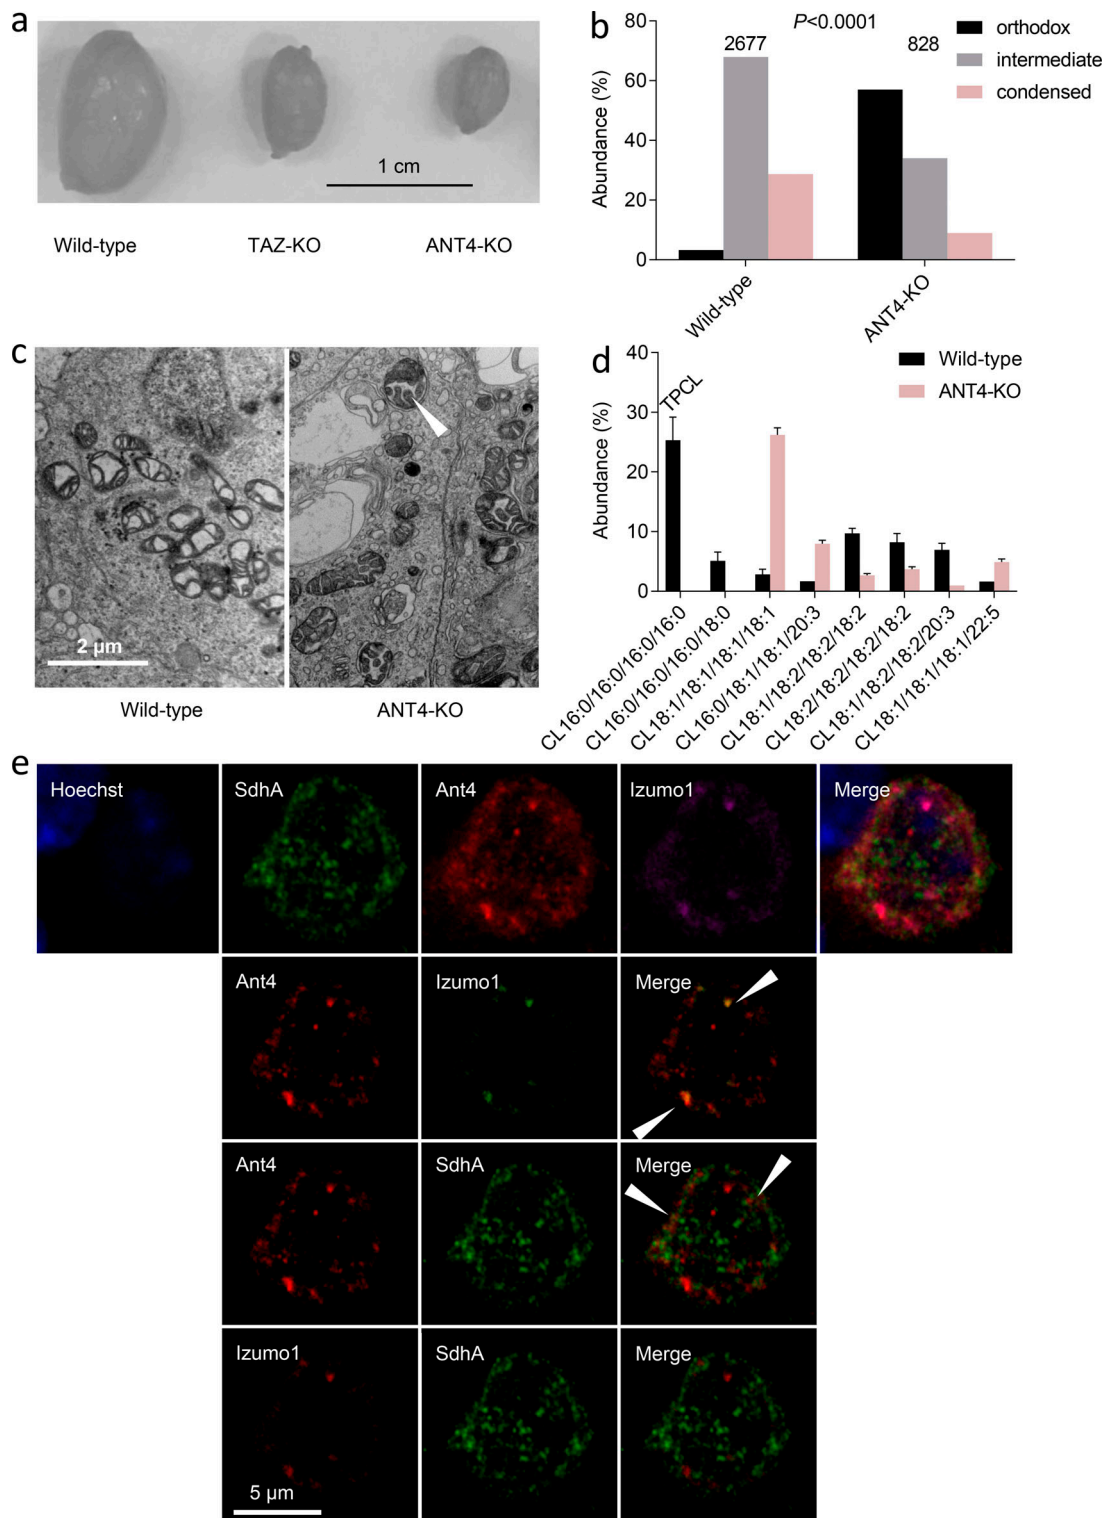 a
1 cm
Wild-type
TAZ-KO
ANT4-KO
b
P<0.0001
2677
828
orthodox
intermediate
condensed
Abundance (%)
80
60
40
20
0
Wild-type
ANT4-KO
c
2 μm
Wild-type
ANT4-KO
d
Wild-type
ANT4-KO
TPCL
Abundance (%)
40
30
20
10
0
CL16:0/16:0/16:0/16:0
CL16:0/16:0/16:0/18:0
CL18:1/18:1/18:1/18:1
CL16:0/18:1/18:1/20:3
CL18:1/18:2/18:2/18:2
CL18:2/18:2/18:2/18:2
CL18:1/18:2/18:2/20:3
CL18:1/18:1/18:1/22:5
e
Hoechst
SdhA
Ant4
Izumo1
Merge
Ant4
Izumo1
Merge
Ant4
SdhA
Merge
Izumo1
SdhA
Merge
5 μm